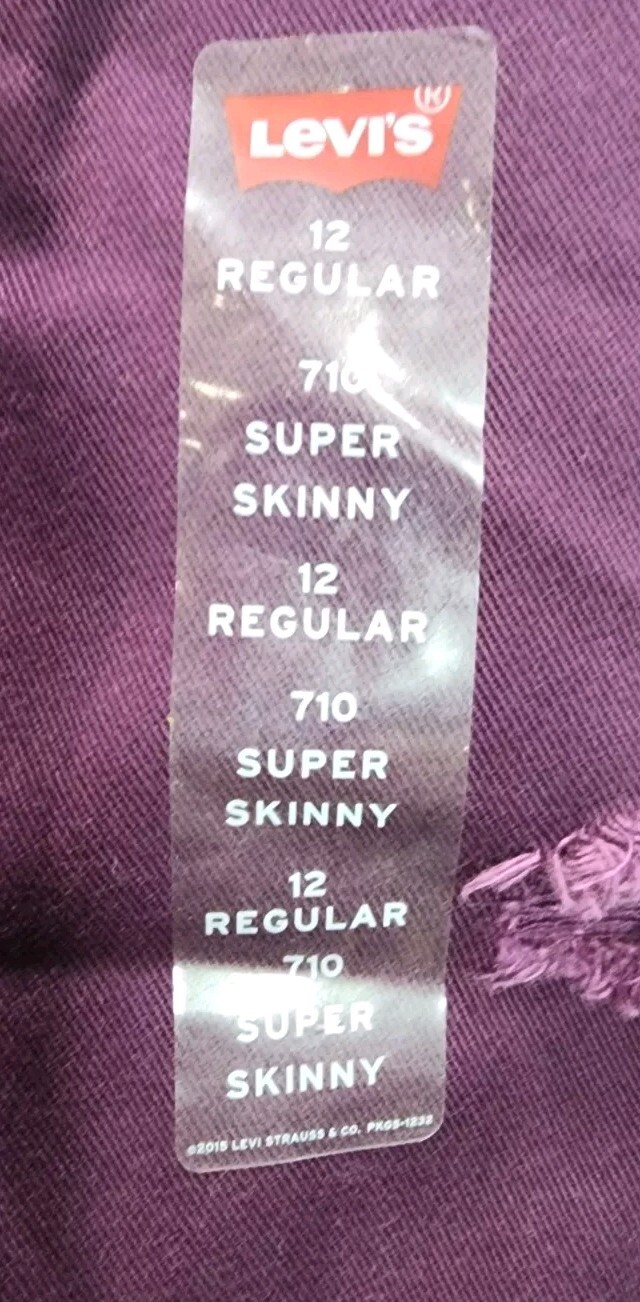 LEVI'S®
12
REGULAR
710
SUPER
SKINNY
12
REGULAR
710
SUPER
SKINNY
12
REGULAR
710
SUPER
SKINNY
©2015 LEVI STRAUSS & CO. PKGS-1232